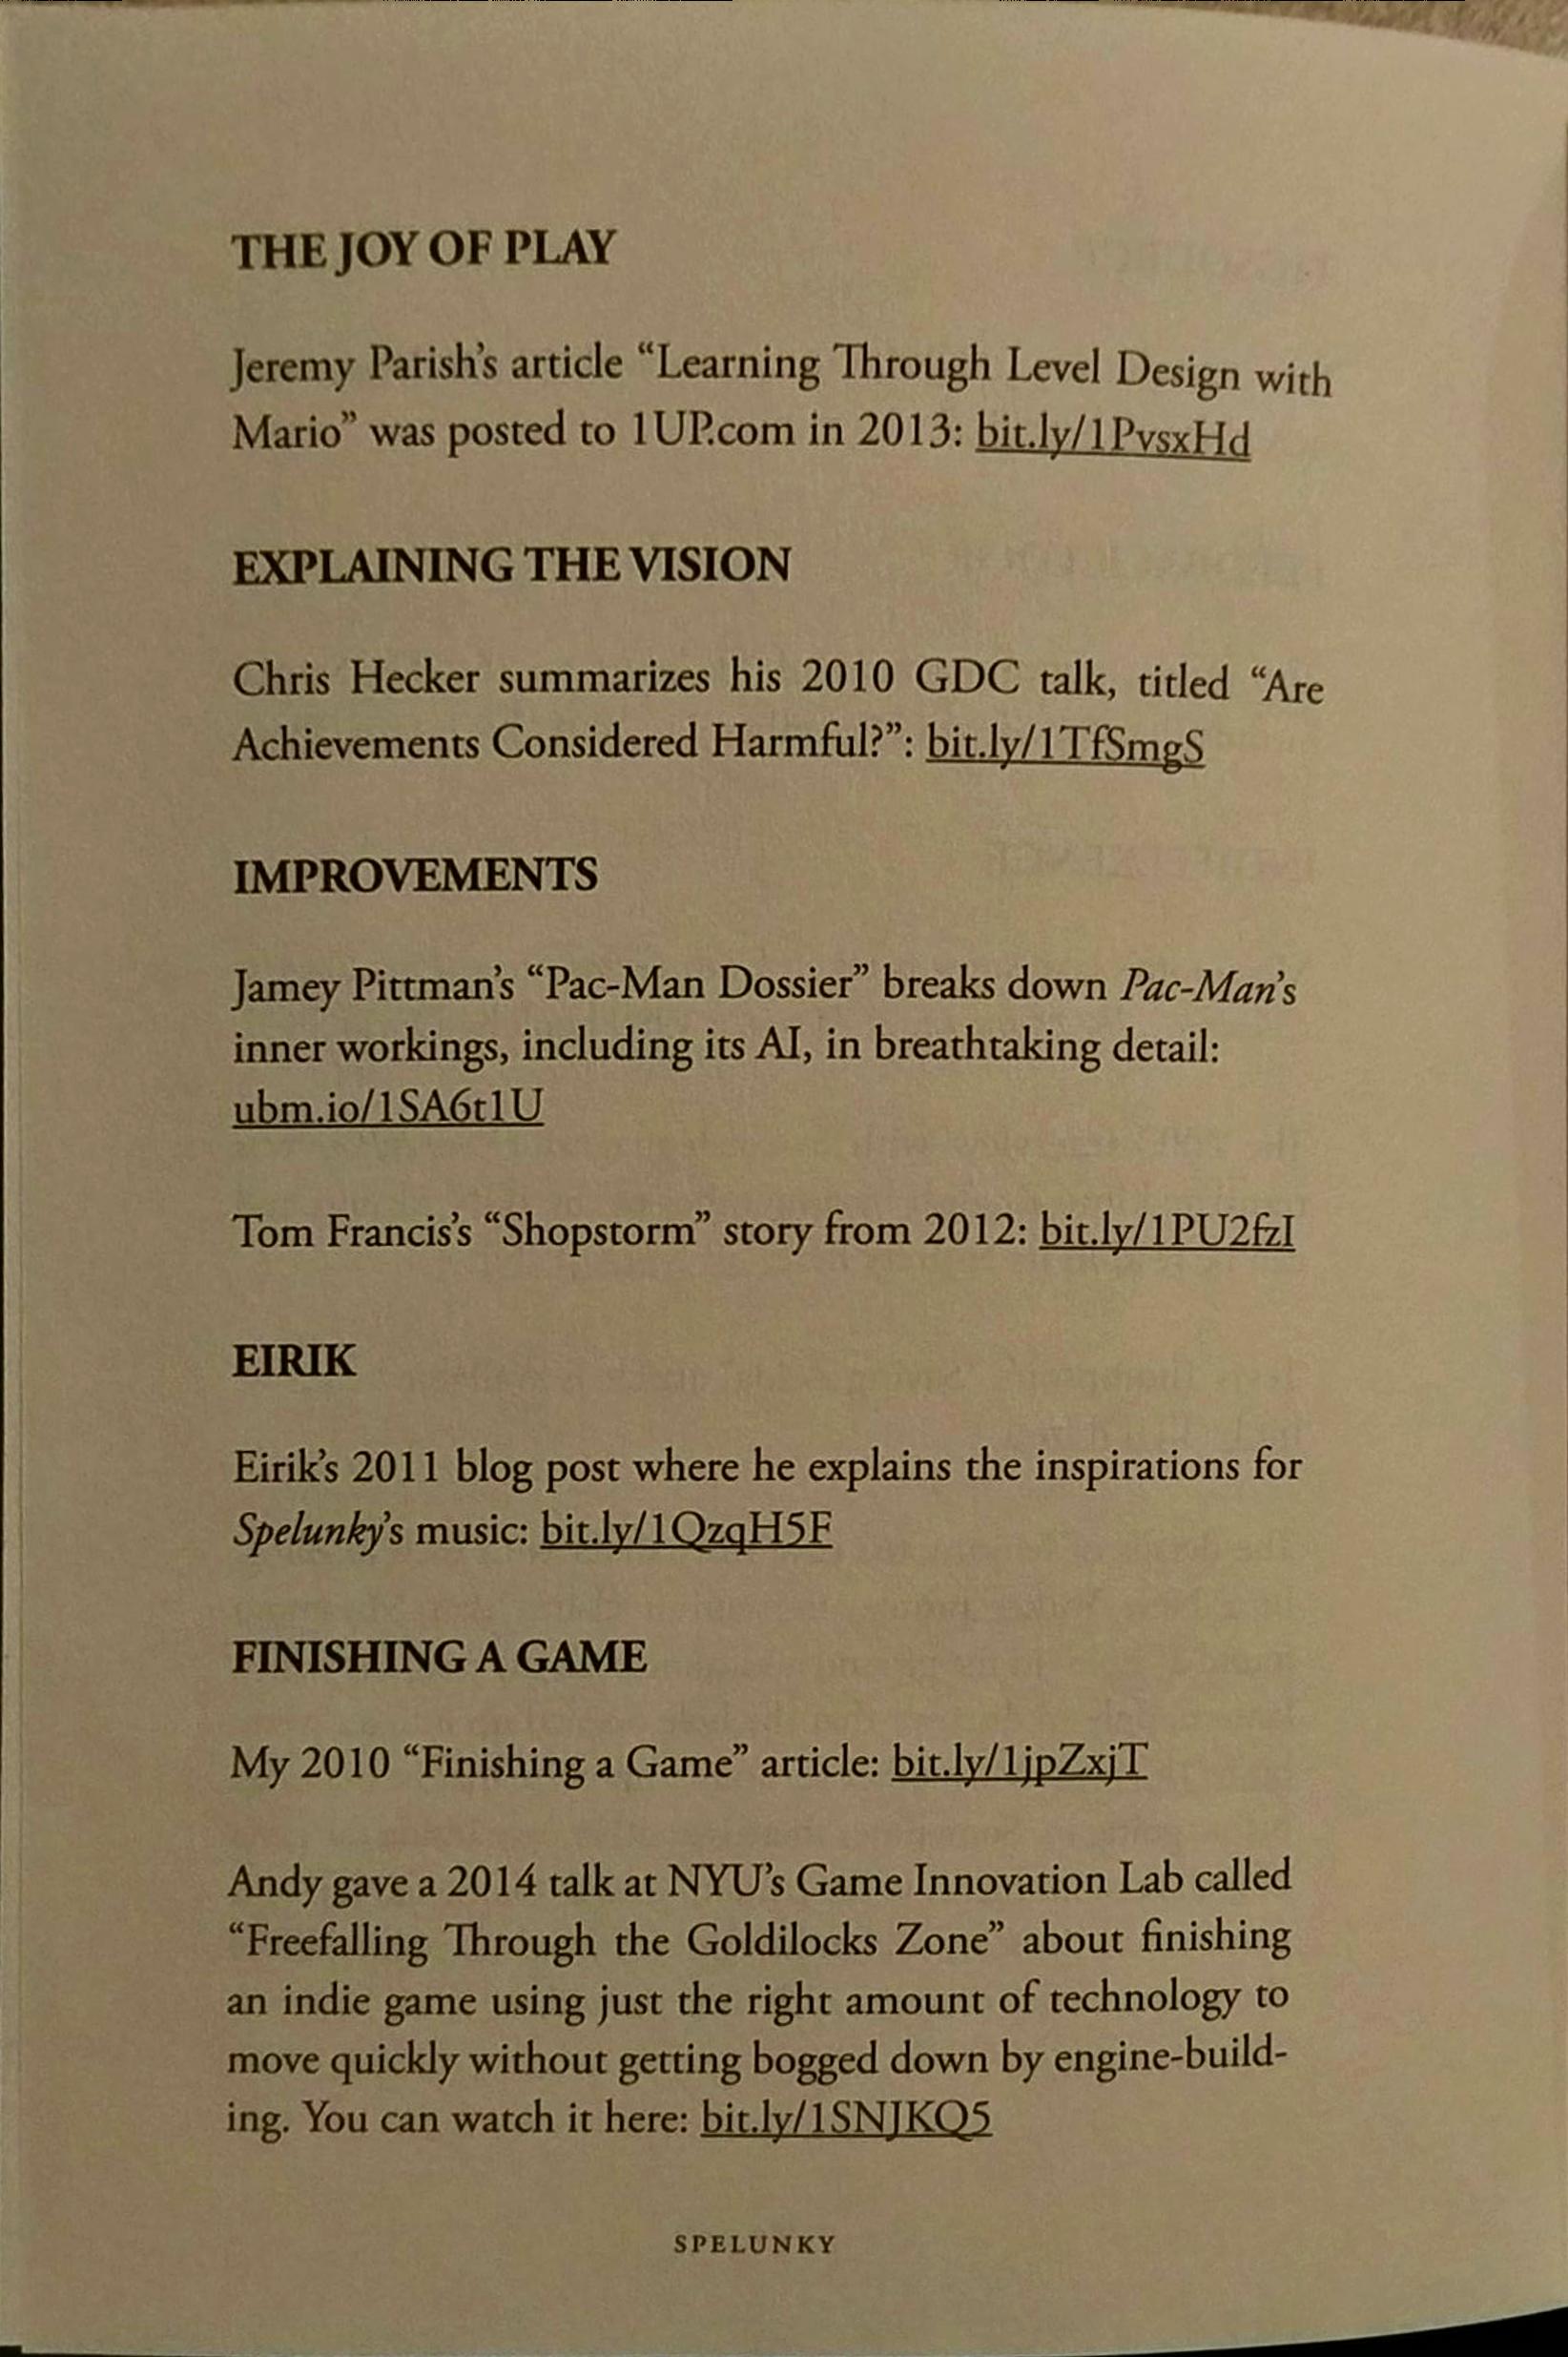 THE JOY OF PLAY
Jeremy Parish’s article “Learning Through Level Design with
Mario” was posted to 1UP.com in 2013: bit.ly/1PvsxHd
EXPLAINING THE VISION
Chris Hecker summarizes his 2010 GDC talk, titled “Are
Achievements Considered Harmful?”: bit.ly/1TfSmgS
IMPROVEMENTS
Jamey Pittman’s “Pac-Man Dossier” breaks down Pac-Man’s
inner workings, including its AI, in breathtaking detail:
ubm.io/1SA6t1U
Tom Francis’s “Shopstorm” story from 2012: bit.ly/1PU2fzI
EIRIK
Eirik’s 2011 blog post where he explains the inspirations for
Spelunky’s music: bit.ly/1QzqH5F
FINISHING A GAME
My 2010 “Finishing a Game” article: bit.ly/1jpZxjT
Andy gave a 2014 talk at NYU’s Game Innovation Lab called
“Freefalling Through the Goldilocks Zone” about finishing
an indie game using just the right amount of technology to
move quickly without getting bogged down by engine-build-
ing. You can watch it here: bit.ly/1SNJKQ5
SPELUNKY